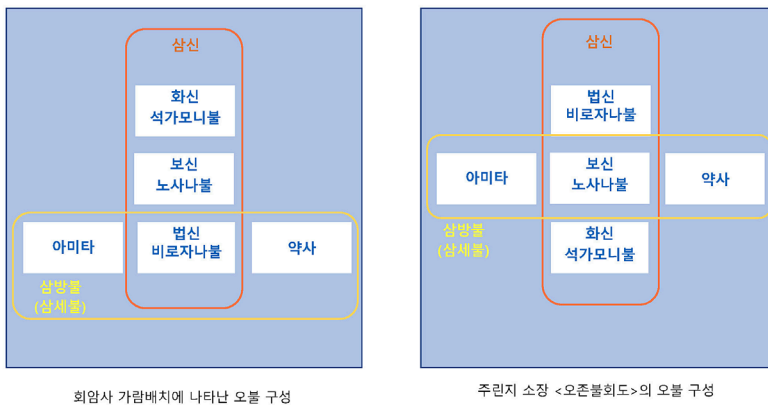 삼신
화신
석가모니불
보신
노사나불
아미타
법신
비로자나불
약사
삼방불
(삼세불)
회암사 가람배치에 나타난 오불 구성
삼신
법신
비로자나불
아미타
보신
노사나불
약사
삼방불
(삼세불)
화신
석가모니불
주린지 소장 <오존불회도>의 오불 구성